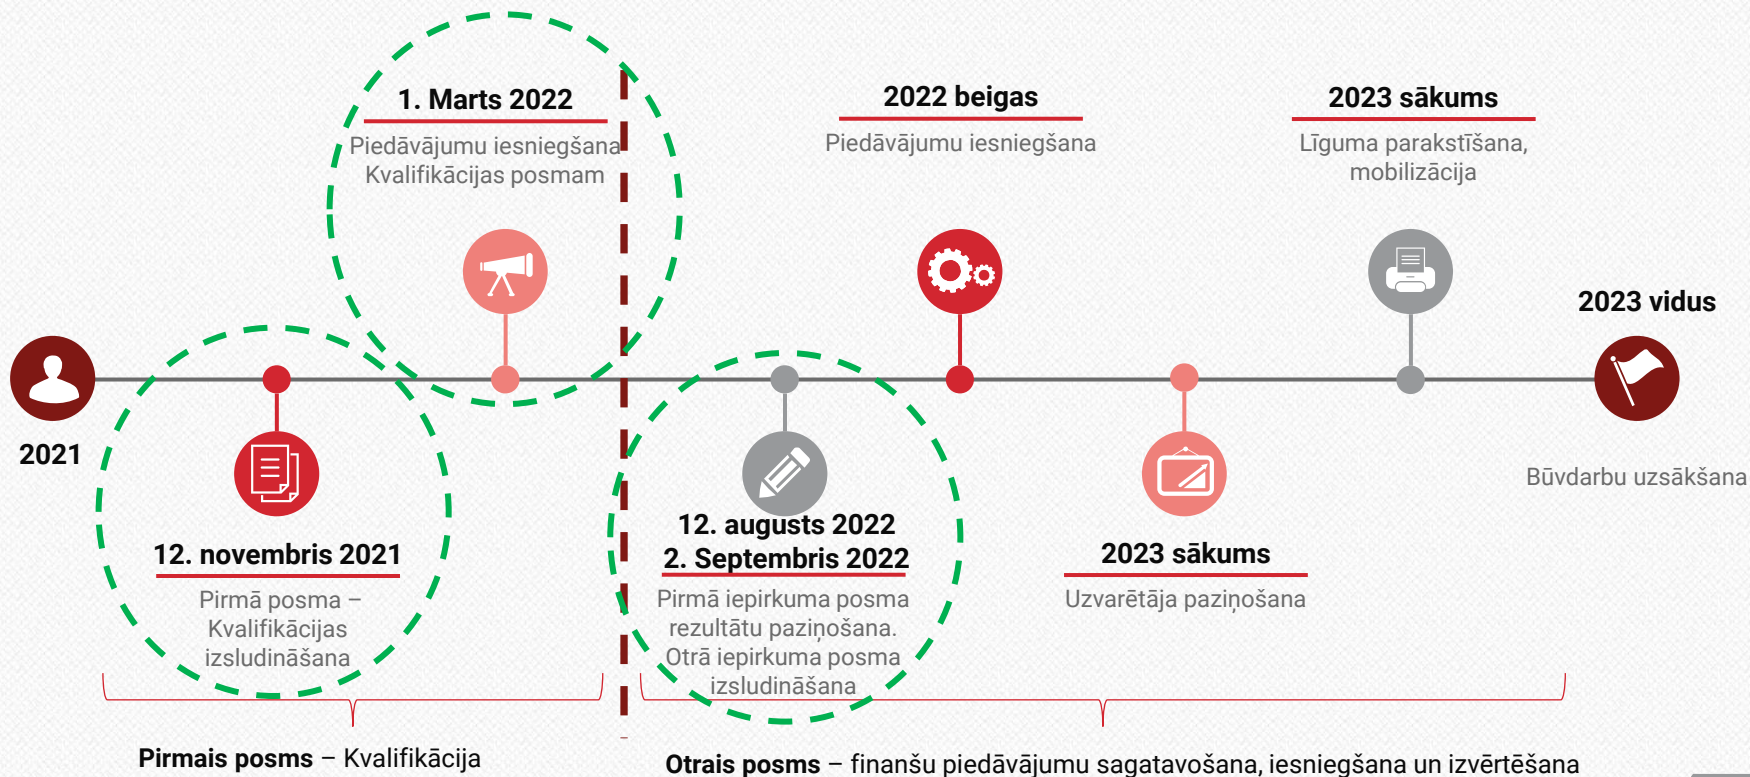 1. Marts 2022
Piedāvājumu iesniegšana
Kvalifikācijas posmam
2022 beigas
Piedāvājumu iesniegšana
2023 sākums
Līguma parakstīšana,
mobilizācija
2023 vidus
Būvdarbu uzsākšana
2021
12. novembris 2021
Pirmā posma –
Kvalifikācijas
izsludināšana
12. augusts 2022
2. Septembris 2022
Pirmā iepirkuma posma
rezultātu paziņošana.
Otrā iepirkuma posma
izsludināšana
2023 sākums
Uzvarētāja paziņošana
Pirmais posms – Kvalifikācija
Otrais posms – finanšu piedāvājumu sagatavošana, iesniegšana un izvērtēšana